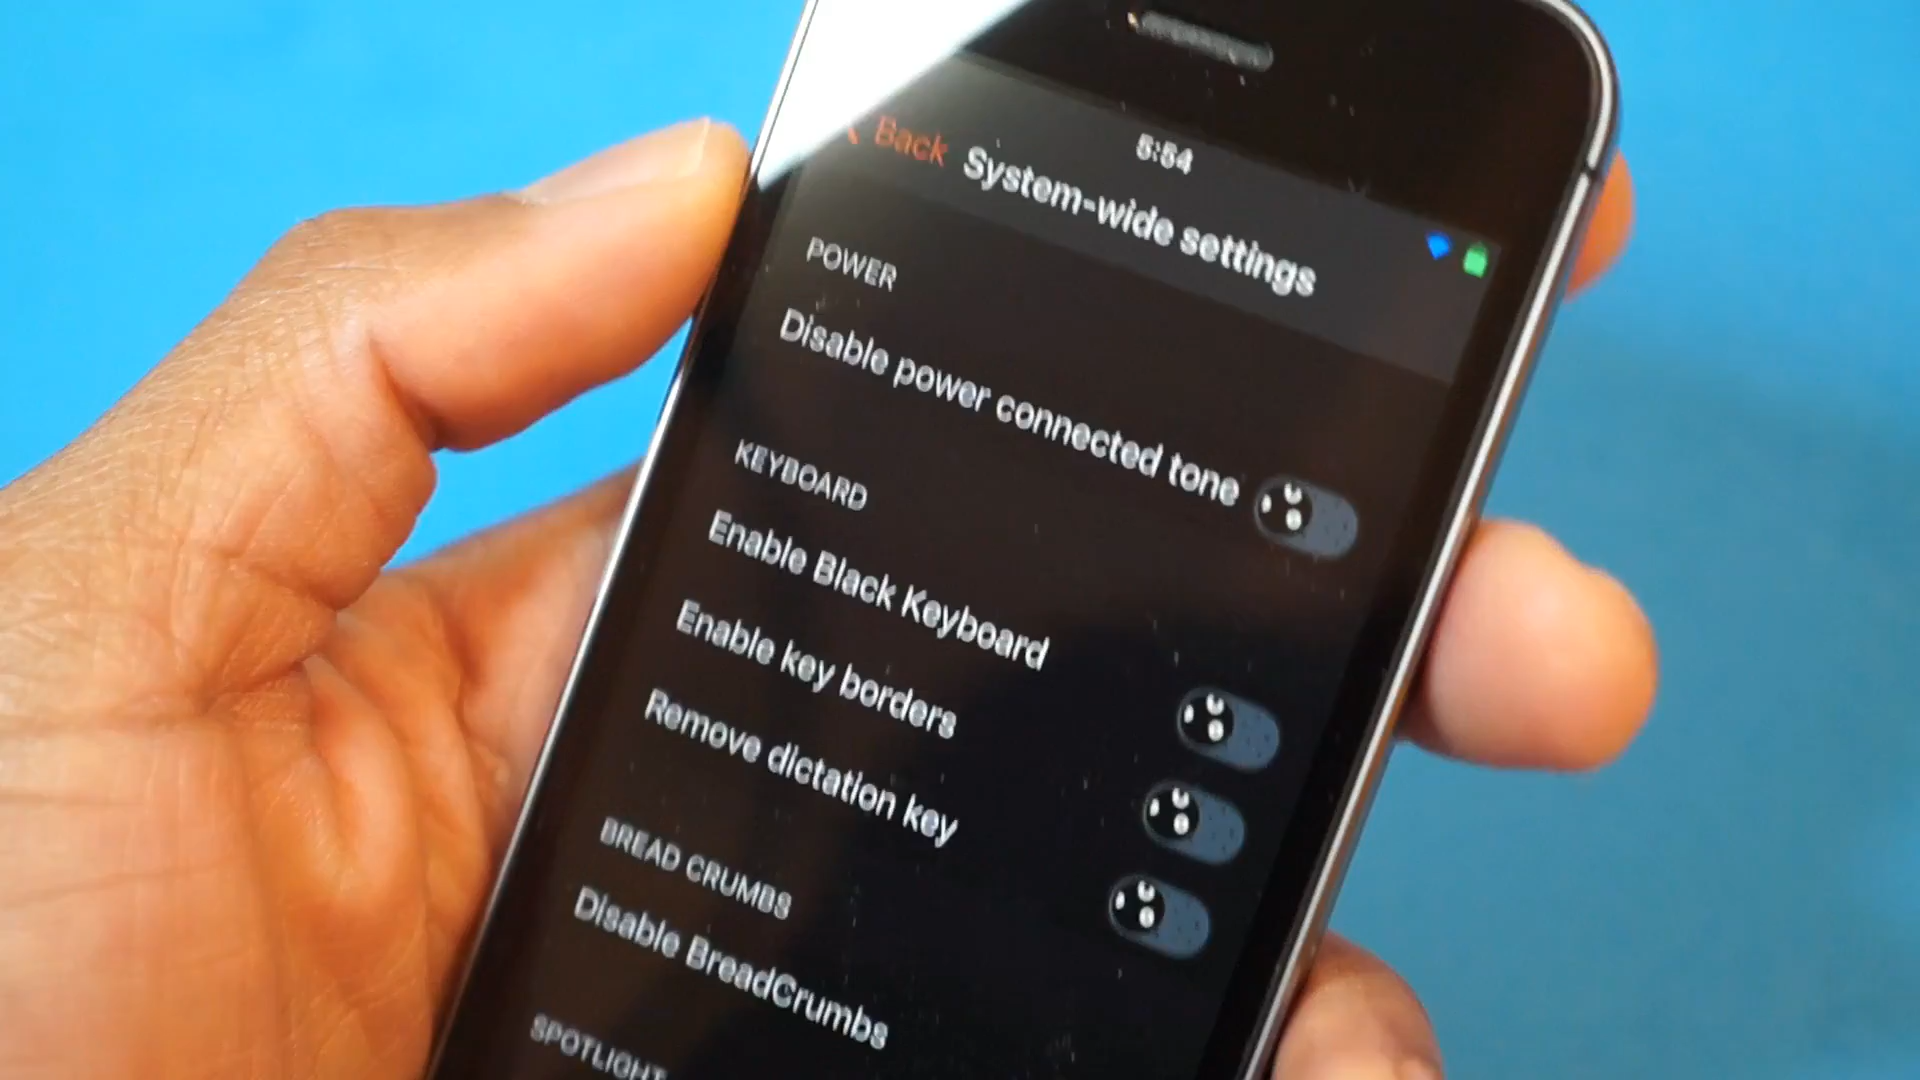 5:54
Back
System-wide settings
POWER
Disable power connected tone
KEYBOARD
Enable Black Keyboard
Enable key borders
Remove dictation key
BREAD CRUMBS
Disable BreadCrumbs
SPOTLIGHT